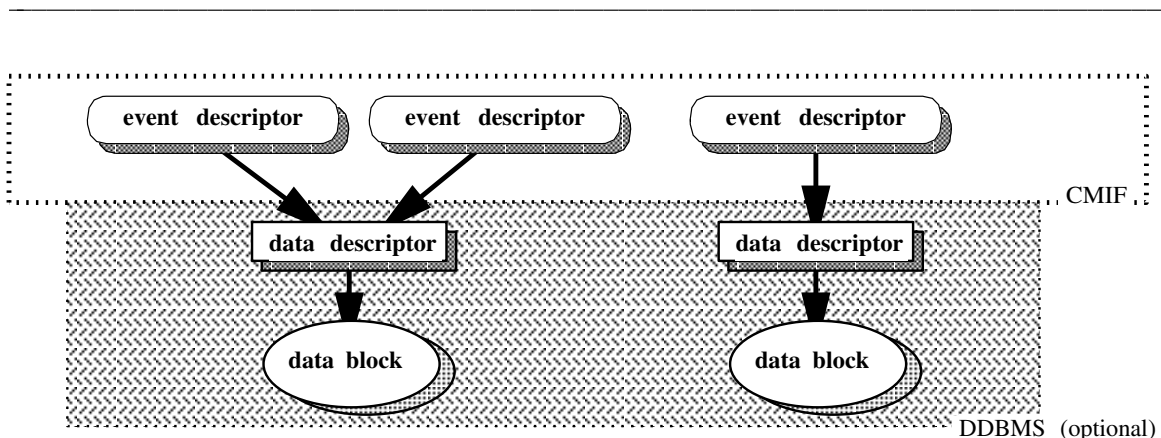 event descriptor
event descriptor
event descriptor
CMIF
data descriptor
data descriptor
data block
data block
DDBMS (optional)